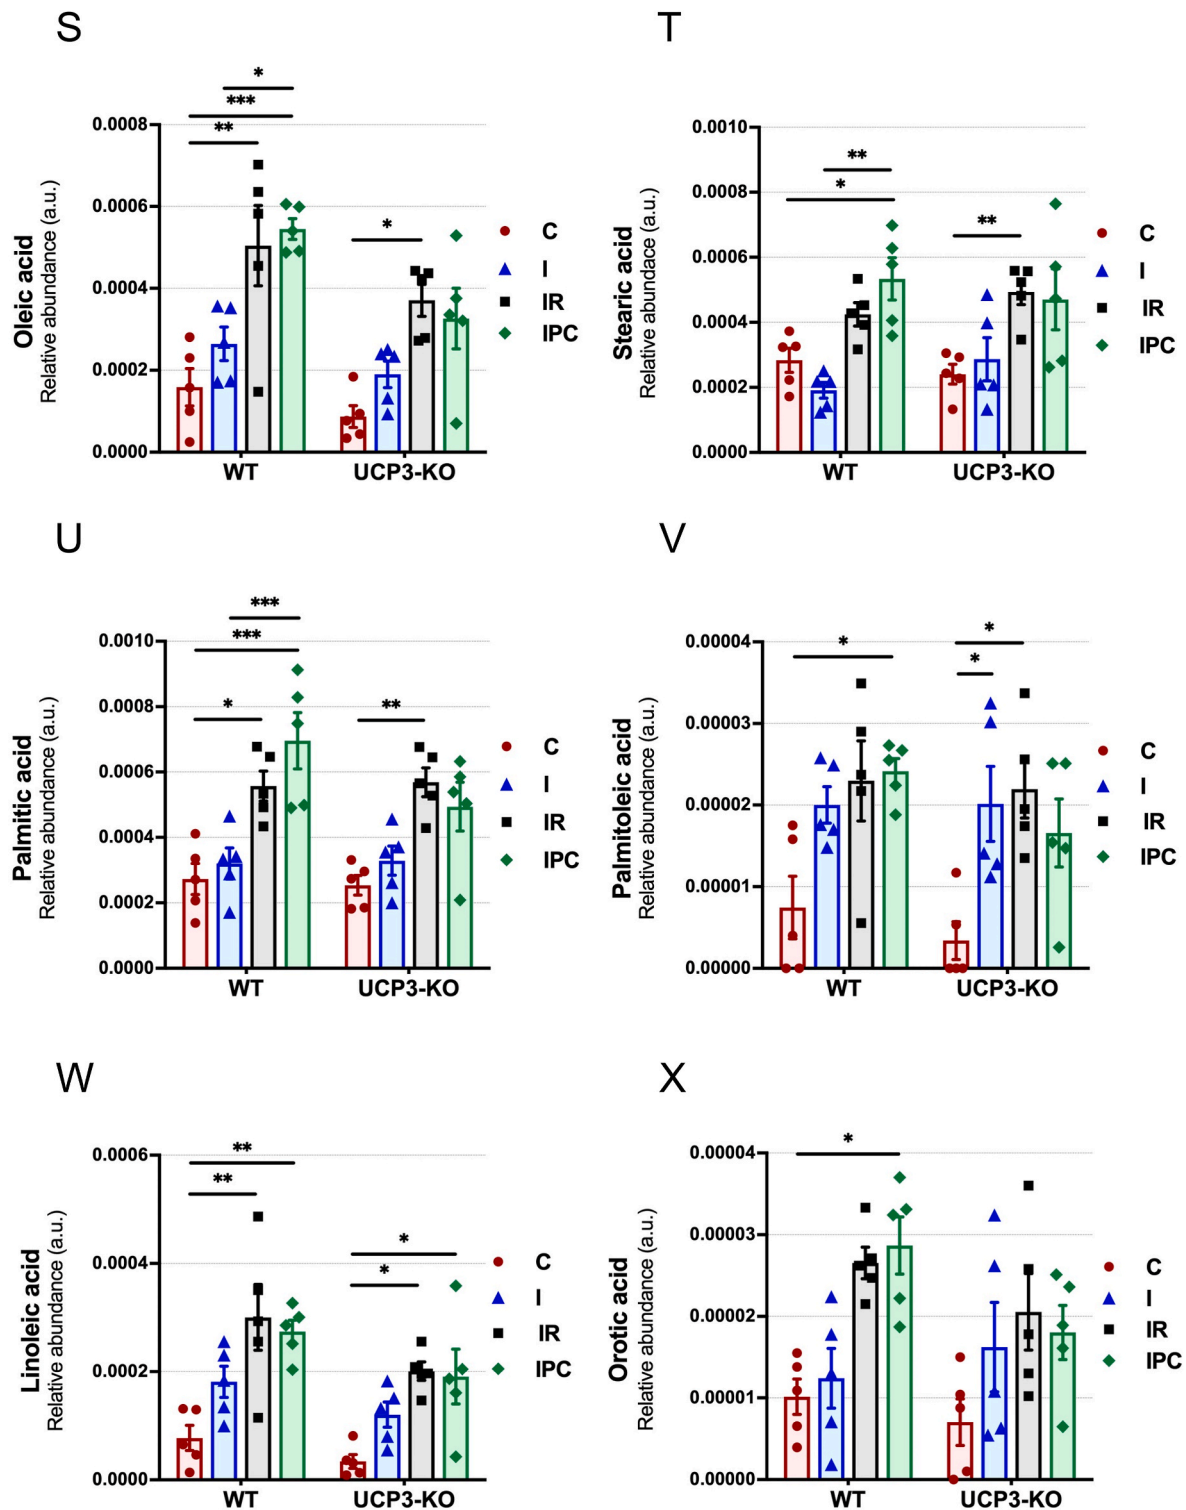 S
Oleic acid
Relative abundance (a.u.)
0.0008
0.0006
0.0004
0.0002
0.0000
*
***
**
*
WT
UCP3-KO
C
I
IR
IPC
T
Stearic acid
Relative abundace (a.u.)
0.0010
0.0008
0.0006
0.0004
0.0002
0.0000
**
*
**
WT
UCP3-KO
C
I
IR
IPC
U
Palmitic acid
Relative abundance (a.u.)
0.0010
0.0008
0.0006
0.0004
0.0002
0.0000
***
***
*
**
WT
UCP3-KO
C
I
IR
IPC
V
Palmitoleic acid
Relative abundance (a.u.)
0.00004
0.00003
0.00002
0.00001
0.00000
*
*
*
WT
UCP3-KO
C
I
IR
IPC
W
Linoleic acid
Relative abundance (a.u.)
0.0006
0.0004
0.0002
0.0000
**
**
*
*
WT
UCP3-KO
C
I
IR
IPC
X
Orotic acid
Relative abundance (a.u.)
0.00004
0.00003
0.00002
0.00001
0.00000
*
WT
UCP3-KO
C
I
IR
IPC